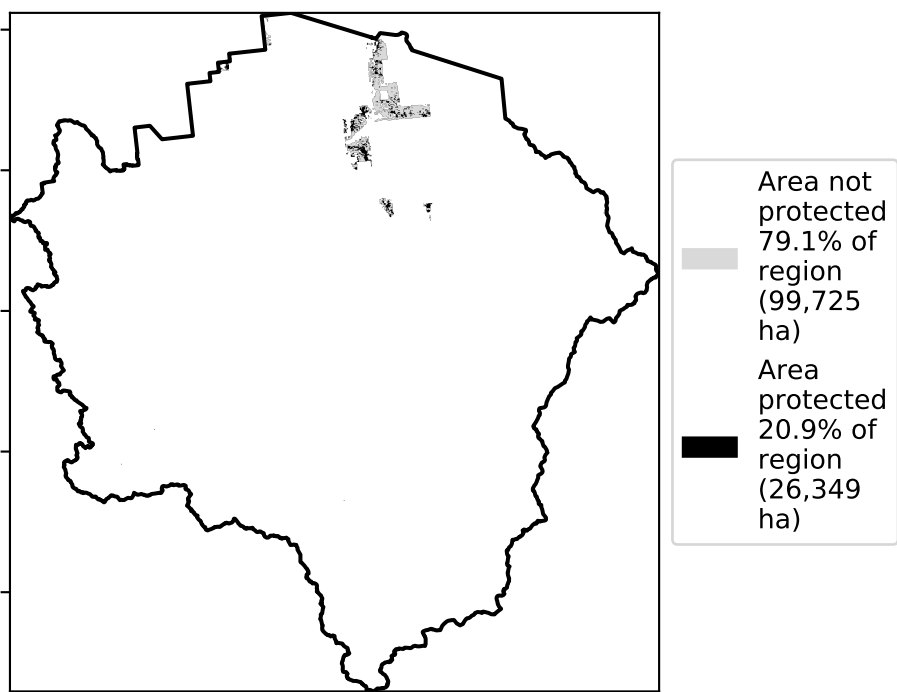 Area not
protected
79.1% of
region
(99,725
ha)
Area
protected
20.9% of
region
(26,349
ha)